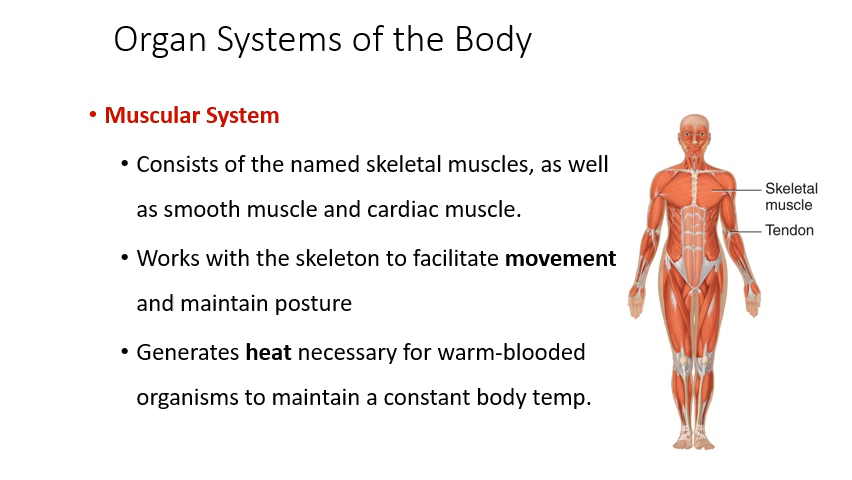 Organ Systems of the Body
• Muscular System
• Consists of the named skeletal muscles, as well
as smooth muscle and cardiac muscle.
• Works with the skeleton to facilitate movement
and maintain posture
• Generates heat necessary for warm-blooded
organisms to maintain a constant body temp.
Skeletal
muscle
Tendon